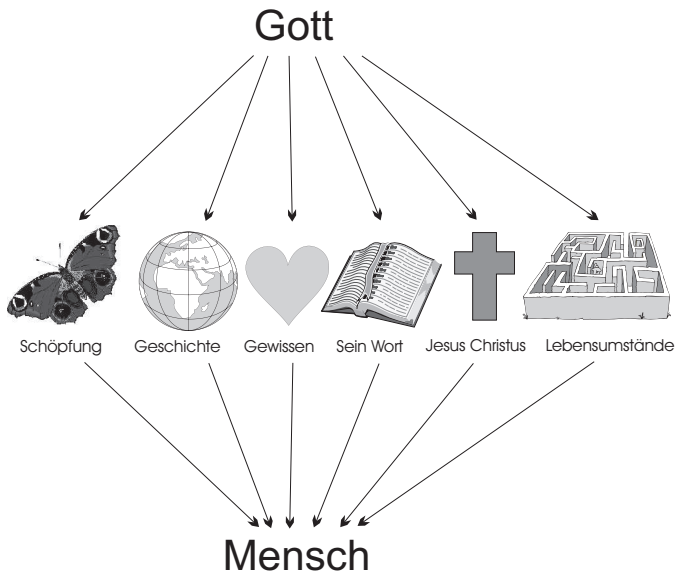 Gott
Schöpfung Geschichte Gewissen Sein Wort Jesus Christus Lebensumstände
Mensch